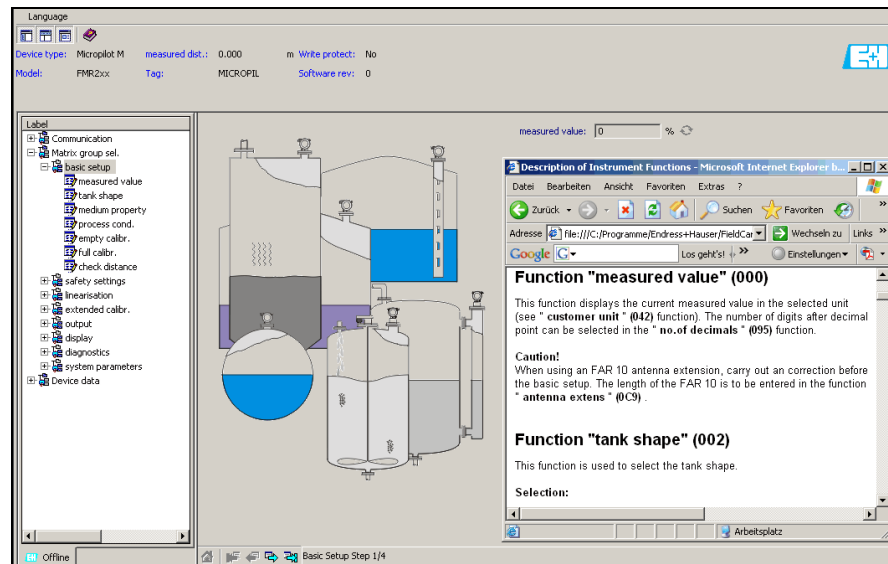 Language
Device type: Micropilot M measured dist.: 0.000 m Write protect: No
Model: FMR2xx Tag: MICROPIL Software rev: 0
E+H
Label
Communication
Matrix group sel.
basic setup
measured value
tank shape
medium property
process cond.
empty calibr.
full calibr.
check distance
safety settings
linearisation
extended calibr.
output
display
diagnostics
system parameters
Device data
Offline
measured value: 0 %
Description of Instrument Functions - Microsoft Internet Explorer b...
Datei Bearbeiten Ansicht Favoriten Extras ? »
Zurück Suchen Favoriten »
Adresse file:///C:/Programme/Endress+Hauser/FieldCar Wechseln zu Links »
Google G Los geht's! » Einstellungen
Function "measured value" (000)
This function displays the current measured value in the selected unit
(see " customer unit " (042) function). The number of digits after decimal
point can be selected in the " no.of decimals " (095) function.
Caution!
When using an FAR 10 antenna extension, carry out an correction before
the basic setup. The length of the FAR 10 is to be entered in the function
" antenna extens " (0C9) .
Function "tank shape" (002)
This function is used to select the tank shape.
Selection:
Arbeitsplatz
Basic Setup Step 1/4